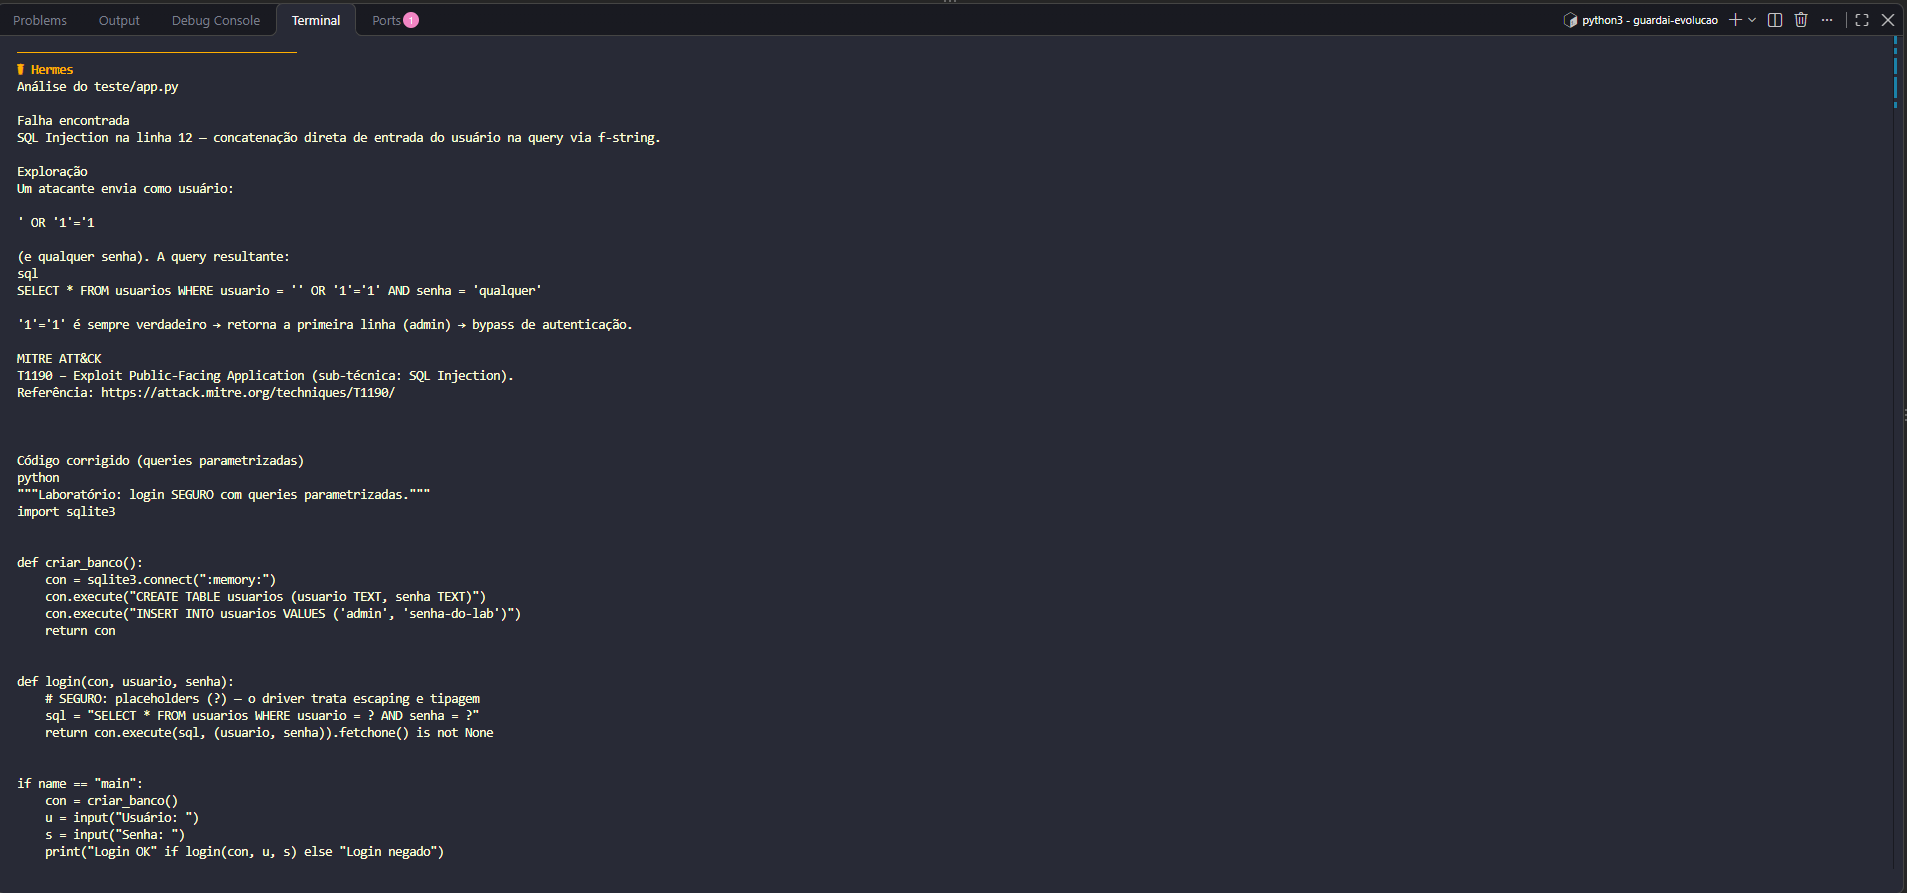 Problems Output Debug Console Terminal Ports 1 python3 - guardai-evolucao
Hermes
Análise do teste/app.py
Falha encontrada
SQL Injection na linha 12 — concatenação direta de entrada do usuário na query via f-string.
Exploração
Um atacante envia como usuário:
' OR '1'='1
(e qualquer senha). A query resultante:
sql
SELECT * FROM usuarios WHERE usuario = '' OR '1'='1' AND senha = 'qualquer'
'1'='1' é sempre verdadeiro → retorna a primeira linha (admin) → bypass de autenticação.
MITRE ATT&CK
T1190 – Exploit Public-Facing Application (sub-técnica: SQL Injection).
Referência: https://attack.mitre.org/techniques/T1190/
Código corrigido (queries parametrizadas)
python
"""Laboratório: login SEGURO com queries parametrizadas."""
import sqlite3
def criar_banco():
    con = sqlite3.connect(":memory:")
    con.execute("CREATE TABLE usuarios (usuario TEXT, senha TEXT)")
    con.execute("INSERT INTO usuarios VALUES ('admin', 'senha-do-lab')")
    return con
def login(con, usuario, senha):
    # SEGURO: placeholders (?) — o driver trata escaping e tipagem
    sql = "SELECT * FROM usuarios WHERE usuario = ? AND senha = ?"
    return con.execute(sql, (usuario, senha)).fetchone() is not None
if name == "main":
    con = criar_banco()
    u = input("Usuário: ")
    s = input("Senha: ")
    print("Login OK" if login(con, u, s) else "Login negado")